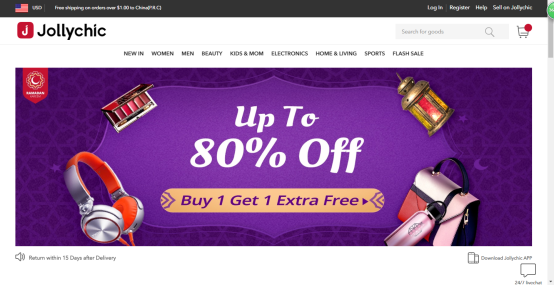 USD
Free shipping on orders over $1.00 to China(P.R.C)
Log In
Register
Help
Sell on Jollychic
J Jollychic
Search for goods
NEW IN
WOMEN
MEN
BEAUTY
KIDS & MOM
ELECTRONICS
HOME & LIVING
SPORTS
FLASH SALE
RAMADAN
Up To
80% Off
Buy 1 Get 1 Extra Free
Return within 15 Days after Delivery
Download Jollychic APP
24/7 livechat